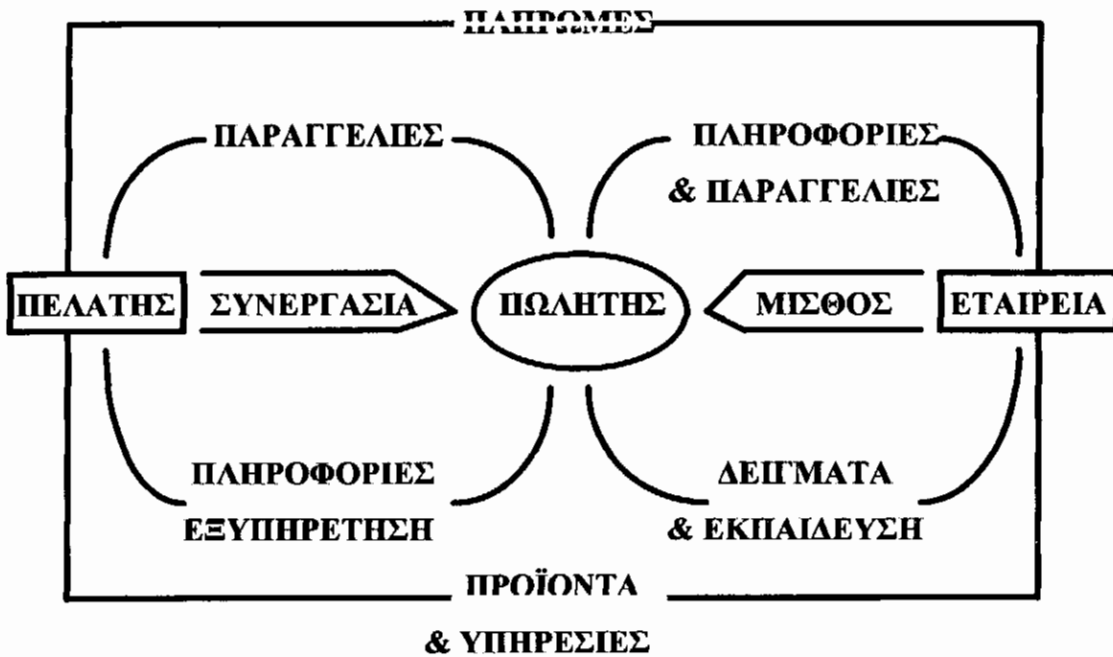 ΠΛΗΡΩΜΕΣ
ΠΑΡΑΓΓΕΛΙΕΣ
ΠΛΗΡΟΦΟΡΙΕΣ
& ΠΑΡΑΓΓΕΛΙΕΣ
ΠΕΛΑΤΗΣ
ΣΥΝΕΡΓΑΣΙΑ
ΠΩΛΗΤΗΣ
ΜΙΣΘΟΣ
ΕΤΑΙΡΕΙΑ
ΠΛΗΡΟΦΟΡΙΕΣ
ΕΞΥΠΗΡΕΤΗΣΗ
ΔΕΙΓΜΑΤΑ
& ΕΚΠΑΙΔΕΥΣΗ
ΠΡΟΪΟΝΤΑ
& ΥΠΗΡΕΣΙΕΣ